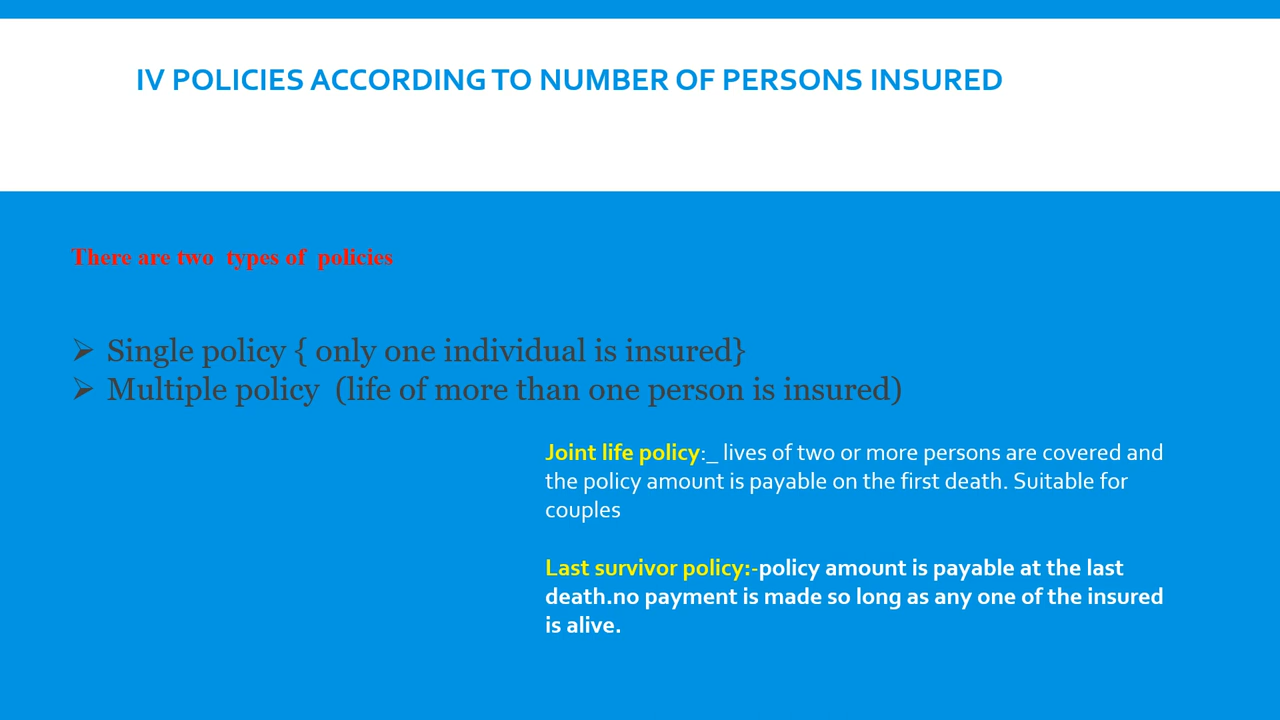 IV POLICIES ACCORDING TO NUMBER OF PERSONS INSURED
There are two  types of  policies
➢ Single policy { only one individual is insured}
➢ Multiple policy  (life of more than one person is insured)
Joint life policy:_ lives of two or more persons are covered and
the policy amount is payable on the first death. Suitable for
couples
Last survivor policy:-policy amount is payable at the last
death.no payment is made so long as any one of the insured
is alive.